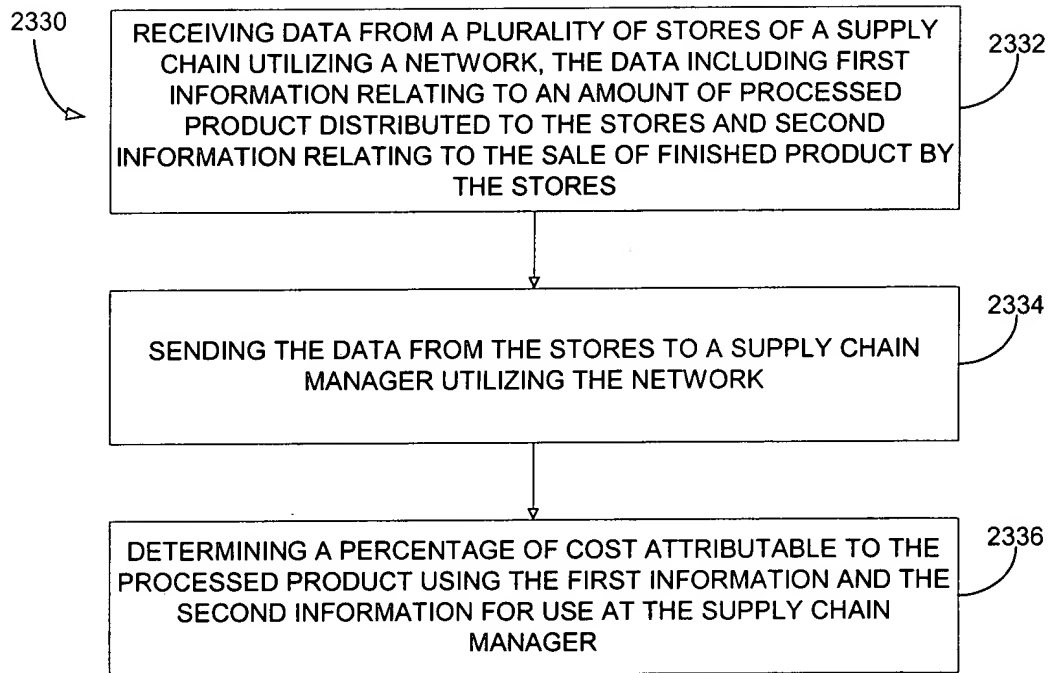 2330
RECEIVING DATA FROM A PLURALITY OF STORES OF A SUPPLY
CHAIN UTILIZING A NETWORK, THE DATA INCLUDING FIRST
INFORMATION RELATING TO AN AMOUNT OF PROCESSED
PRODUCT DISTRIBUTED TO THE STORES AND SECOND
INFORMATION RELATING TO THE SALE OF FINISHED PRODUCT BY
THE STORES
2332
SENDING THE DATA FROM THE STORES TO A SUPPLY CHAIN
MANAGER UTILIZING THE NETWORK
2334
DETERMINING A PERCENTAGE OF COST ATTRIBUTABLE TO THE
PROCESSED PRODUCT USING THE FIRST INFORMATION AND THE
SECOND INFORMATION FOR USE AT THE SUPPLY CHAIN
MANAGER
2336